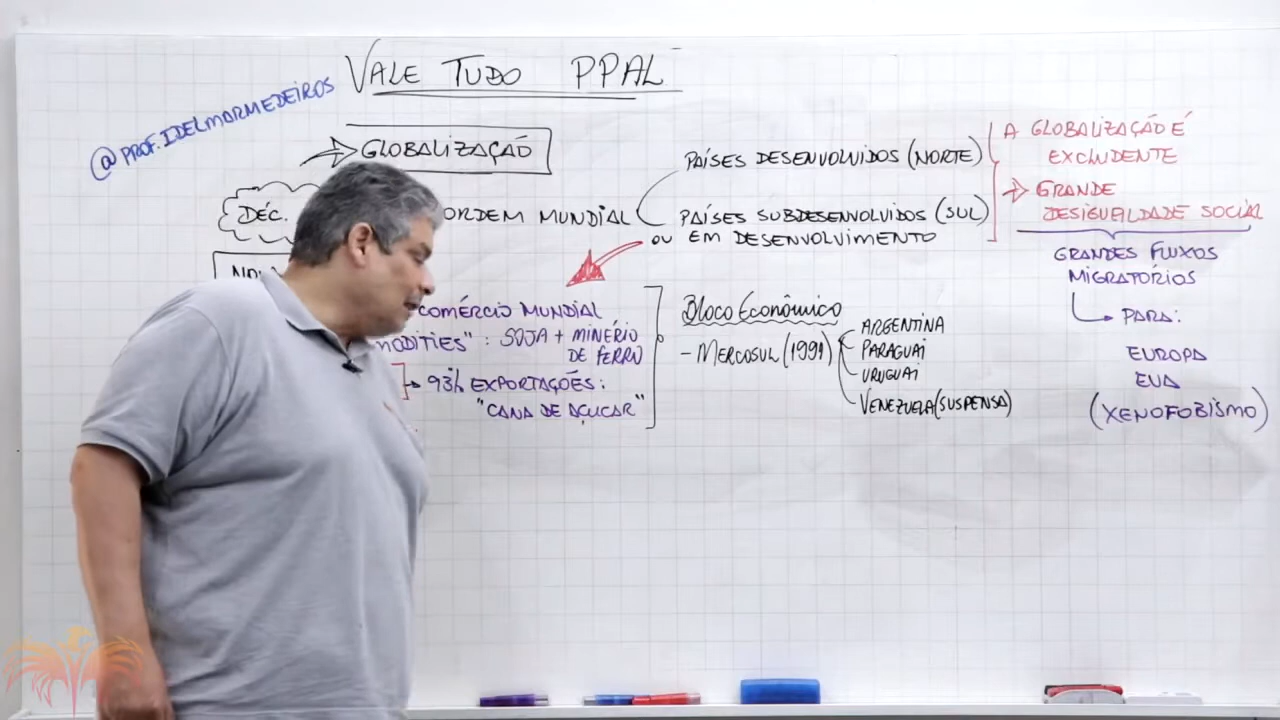 VALE TUDO PPAL
@PROF.IDELMARMEDEIROS
GLOBALIZAÇÃO
DÉC.
ORDEM MUNDIAL
PAÍSES DESENVOLVIDOS (NORTE)
PAÍSES SUBDESENVOLVIDOS (SUL)
OU EM DESENVOLVIMENTO
A GLOBALIZAÇÃO É
EXCLUDENTE
GRANDE
DESIGUALDADE SOCIAL
GRANDES FLUXOS
MIGRATÓRIOS
PARA:
EUROPA
EUA
(XENOFOBISMO)
COMÉRCIO MUNDIAL
MODITIES": SOJA + MINÉRIO
DE FERRO
93% EXPORTAÇÕES:
"CANA DE AÇUCAR"
Bloco Econômico
- MERCOSUL (1991)
ARGENTINA
PARAGUAI
URUGUAI
VENEZUELA (SUSPENSA)